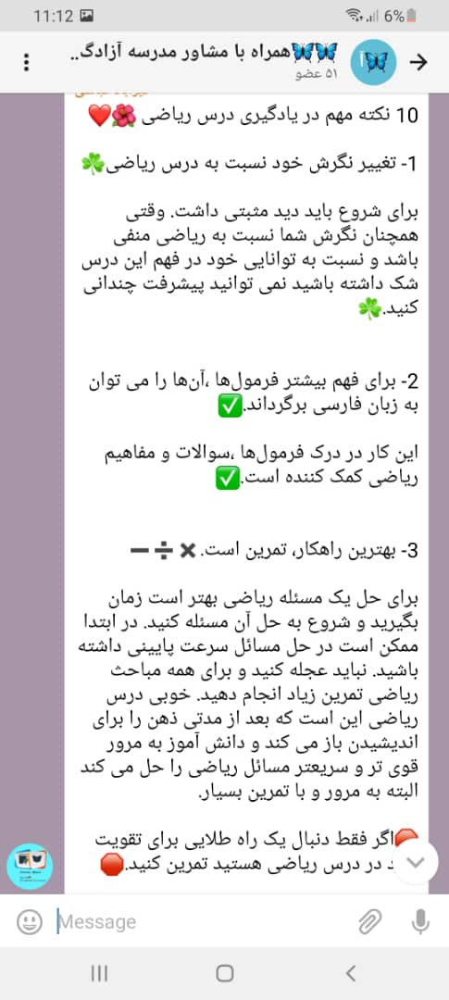 11:12 6%
🦋🦋همراه با مشاور مدرسه آزادگ..
۵۱ عضو
10 نکته مهم در یادگیری درس ریاضی🌺❤️
1- تغییر نگرش خود نسبت به درس ریاضی☘️
برای شروع باید دید مثبتی داشت. وقتی
همچنان نگرش شما نسبت به ریاضی منفی
باشد و نسبت به توانایی خود در فهم این درس
شک داشته باشید نمی توانید پیشرفت چندانی
کنید.☘️
2- برای فهم بیشتر فرمول‌ها ،آن‌ها را می توان
به زبان فارسی برگرداند.✅
این کار در درک فرمول‌ها ،سوالات و مفاهیم
ریاضی کمک کننده است.✅
3- بهترین راهکار، تمرین است. ✖️➗➖
برای حل یک مسئله ریاضی بهتر است زمان
بگیرید و شروع به حل آن مسئله کنید. در ابتدا
ممکن است در حل مسائل سرعت پایینی داشته
باشید. نباید عجله کنید و برای همه مباحث
ریاضی تمرین زیاد انجام دهید. خوبی درس
ریاضی این است که بعد از مدتی ذهن را برای
اندیشیدن باز می کند و دانش آموز به مرور
قوی تر و سریعتر مسائل ریاضی را حل می کند
البته به مرور و با تمرین بسیار.
🛑اگر فقط دنبال یک راه طلایی برای تقویت
در درس ریاضی هستید تمرین کنید.🛑
Message